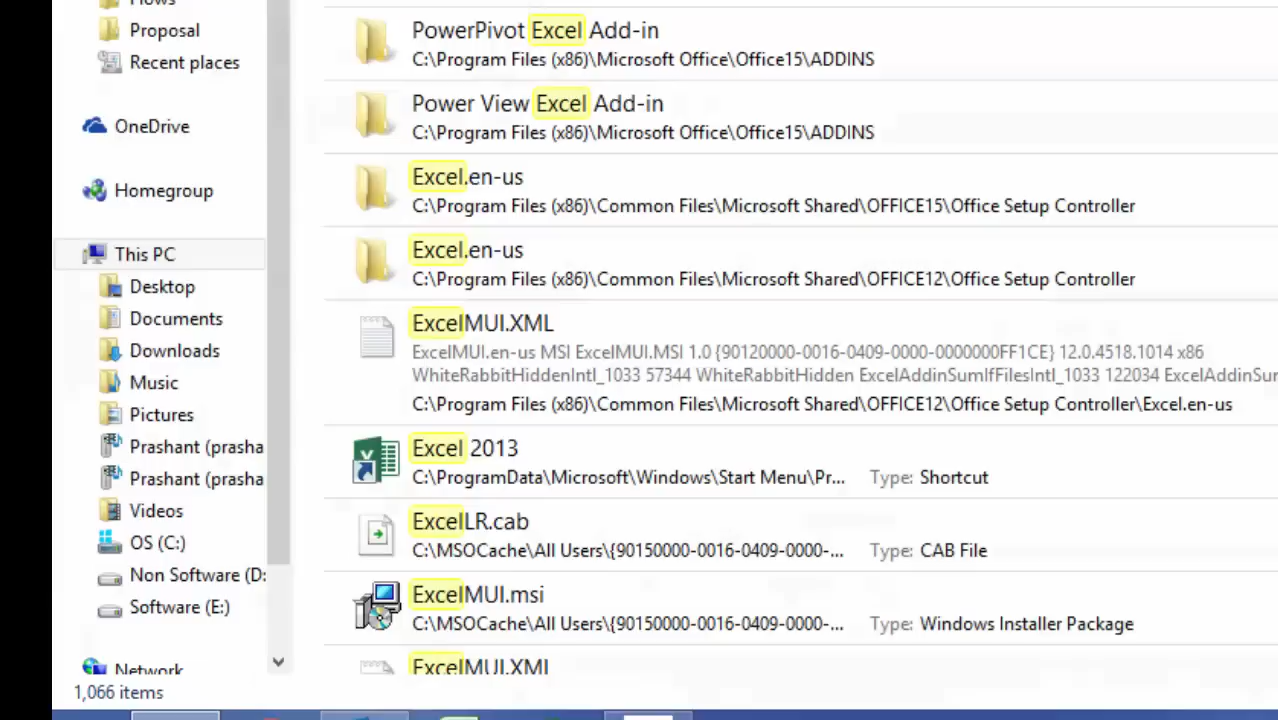 Flows
Proposal
Recent places
OneDrive
Homegroup
This PC
Desktop
Documents
Downloads
Music
Pictures
Prashant (prasha
Prashant (prasha
Videos
OS (C:)
Non Software (D:
Software (E:)
Network
1,066 items
PowerPivot Excel Add-in
C:\Program Files (x86)\Microsoft Office\Office15\ADDINS
Power View Excel Add-in
C:\Program Files (x86)\Microsoft Office\Office15\ADDINS
Excel.en-us
C:\Program Files (x86)\Common Files\Microsoft Shared\OFFICE15\Office Setup Controller
Excel.en-us
C:\Program Files (x86)\Common Files\Microsoft Shared\OFFICE12\Office Setup Controller
ExcelMUI.XML
ExcelMUI.en-us MSI ExcelMUI.MSI 1.0 {90120000-0016-0409-0000-0000000FF1CE} 12.0.4518.1014 x86
WhiteRabbitHiddenIntl_1033 57344 WhiteRabbitHidden ExcelAddinSumIfFilesIntl_1033 122034 ExcelAddinSum
C:\Program Files (x86)\Common Files\Microsoft Shared\OFFICE12\Office Setup Controller\Excel.en-us
Excel 2013
C:\ProgramData\Microsoft\Windows\Start Menu\Pr... Type: Shortcut
ExcelLR.cab
C:\MSOCache\All Users\{90150000-0016-0409-0000-... Type: CAB File
ExcelMUI.msi
C:\MSOCache\All Users\{90150000-0016-0409-0000-... Type: Windows Installer Package
ExcelMUI.XML